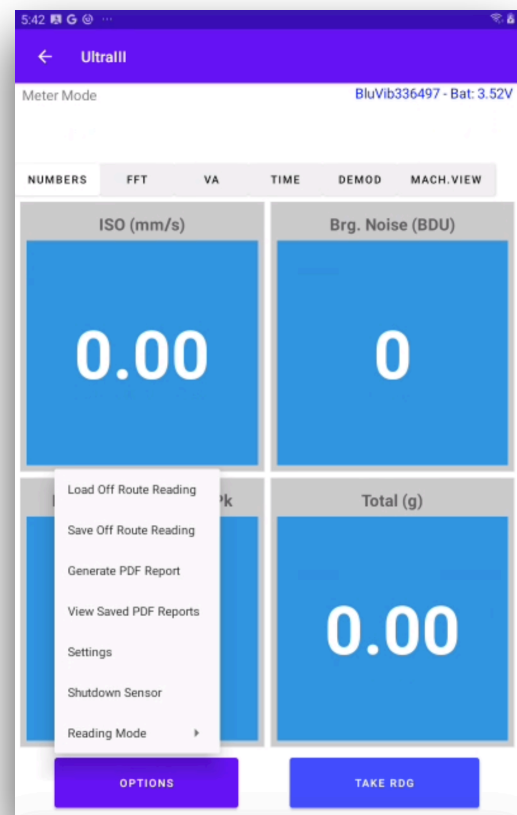 5:42
UltraIII
Meter Mode
BluVib336497 - Bat: 3.52V
NUMBERS FFT VA TIME DEMOD MACH.VIEW
ISO (mm/s)
Brg. Noise (BDU)
0.00
0
Total (g)
0.00
Load Off Route Reading
Save Off Route Reading
Generate PDF Report
View Saved PDF Reports
Settings
Shutdown Sensor
Reading Mode
OPTIONS
TAKE RDG